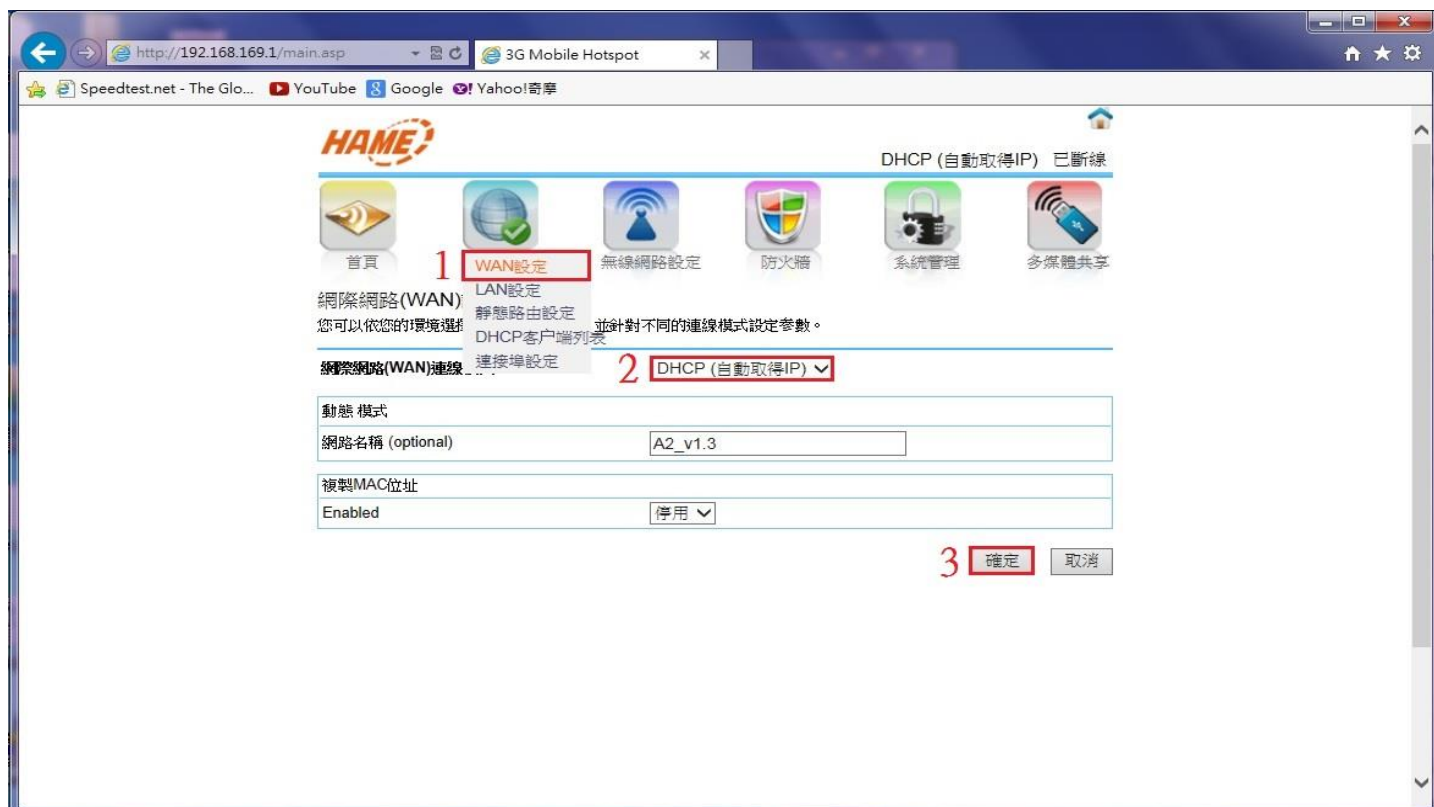 http://192.168.169.1/main.asp
3G Mobile Hotspot
Speedtest.net - The Glo...
YouTube
Google
Yahoo!奇摩
HAME
DHCP (自動取得IP) 已斷線
首頁
無線網路設定
防火牆
系統管理
多媒體共享
1
WAN設定
LAN設定
靜態路由設定
DHCP客户端列表
連接埠設定
網際網路(WAN)
您可以依您的環境選 並針對不同的連線模式設定參數。
網際網路(WAN)連線
2
DHCP (自動取得IP)
動態 模式
網路名稱 (optional)
A2_v1.3
複製MAC位址
Enabled
停用
3
確定
取消